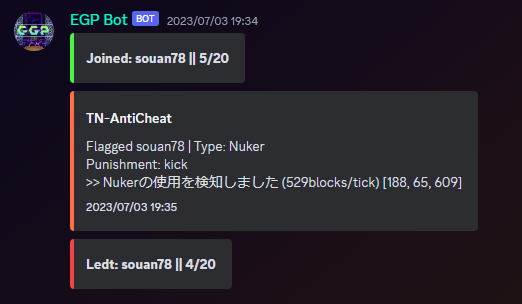 EGP
EGP Bot BOT 2023/07/03 19:34
Joined: souan78 || 5/20
TN-AntiCheat
Flagged souan78 | Type: Nuker
Punishment: kick
>> Nukerの使用を検知しました (529blocks/tick) [188, 65, 609]
2023/07/03 19:35
Ledt: souan78 || 4/20